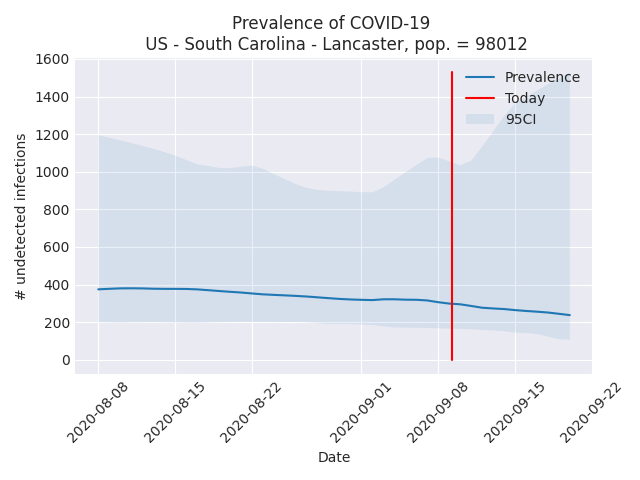 Prevalence of COVID-19
US - South Carolina - Lancaster, pop. = 98012
Prevalence
Today
95CI
# undetected infections
1600
1400
1200
1000
800
600
400
200
0
2020-08-08
2020-08-15
2020-08-22
2020-09-01
2020-09-08
2020-09-15
2020-09-22
Date